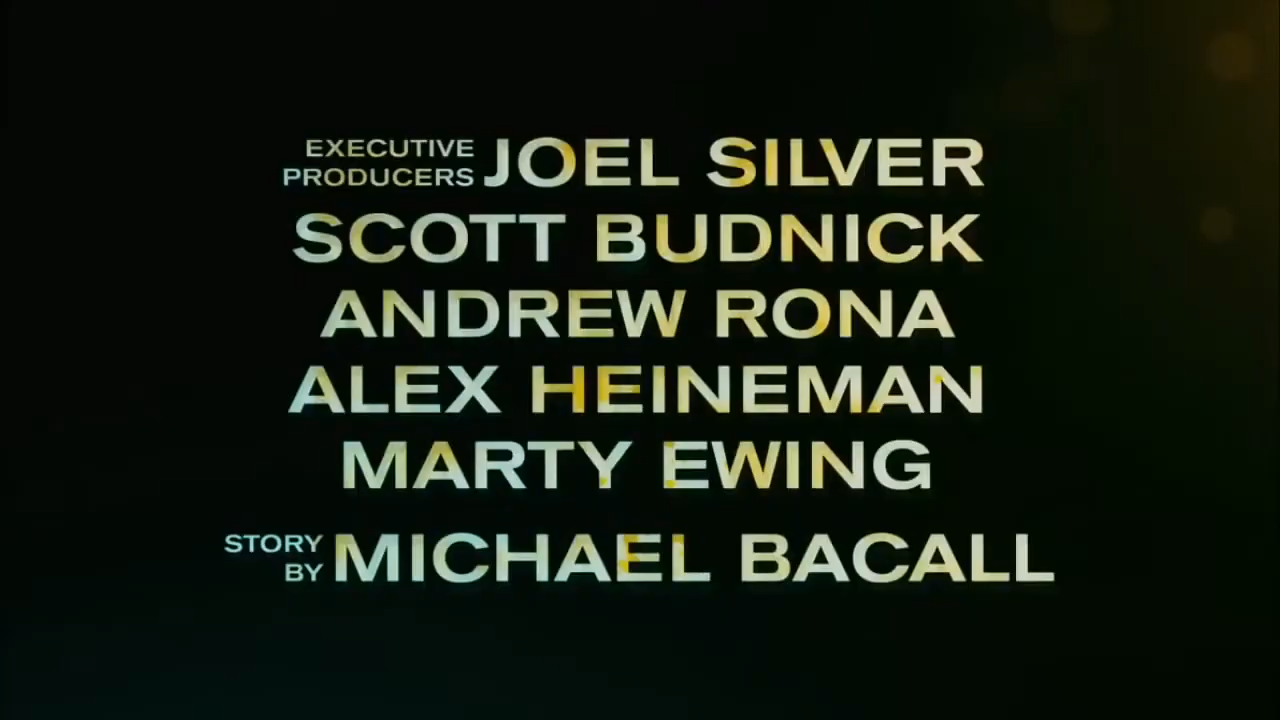 EXECUTIVE PRODUCERS JOEL SILVER
SCOTT BUDNICK
ANDREW RONA
ALEX HEINEMAN
MARTY EWING
STORY BY MICHAEL BACALL